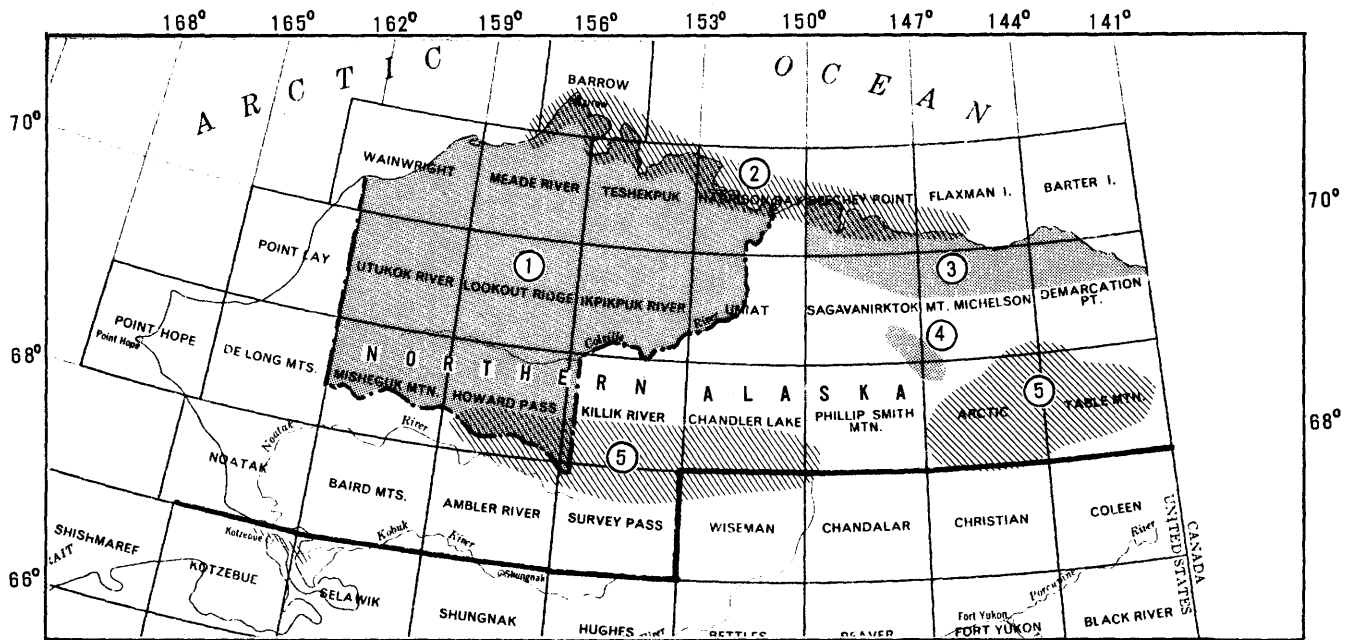 168° 165° 162° 159° 156° 153° 150° 147° 144° 141°
ARCTIC OCEAN
70°
70°
68°
68°
66°
BARROW
WAINWRIGHT
MEADE RIVER
TESHEKPUK
2
BEECHEY POINT
FLAXMAN I.
BARTER I.
POINT LAY
UTUKOK RIVER
1
LOOKOUT RIDGE
IKPIKPUK RIVER
UMIAT
3
SAGAVANIRKTOK
MT. MICHELSON
DEMARCATION
PT.
POINT HOPE
Point Hope
DE LONG MTS.
Colville River
4
NORTHERN ALASKA
MISHEGUK MTN.
HOWARD PASS
KILLIK RIVER
CHANDLER LAKE
PHILLIP SMITH
MTN.
ARCTIC
5
TABLE MTN.
Noatak River
5
NOATAK
BAIRD MTS.
AMBLER RIVER
SURVEY PASS
WISEMAN
CHANDALAR
CHRISTIAN
COLEEN
SHISHMAREF
Kotzebue
Kobuk River
KOTZEBUE
Shungnak
SELAWIK
SHUNGNAK
HUGHES
River
Porcupine River
Fort Yukon
FORT YUKON
BLACK RIVER
UNITED STATES
CANADA